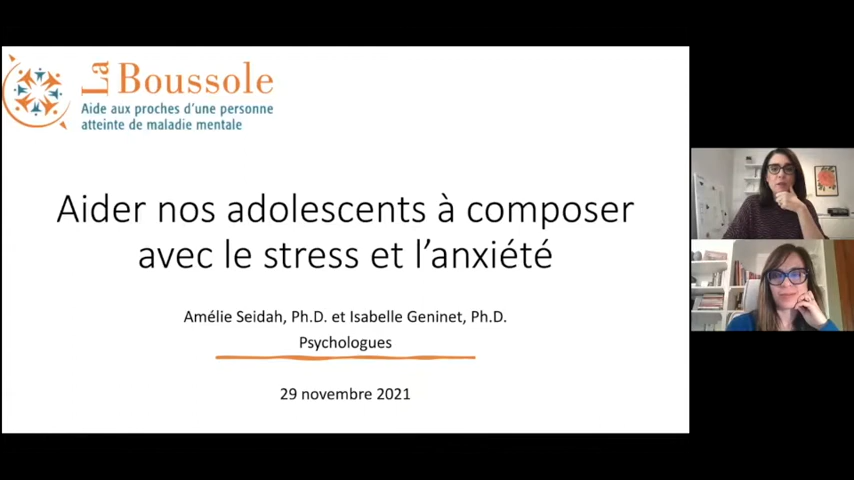 La Boussole
Aide aux proches d'une personne
atteinte de maladie mentale
Aider nos adolescents à composer
avec le stress et l'anxiété
Amélie Seidah, Ph.D. et Isabelle Geninet, Ph.D.
Psychologues
29 novembre 2021